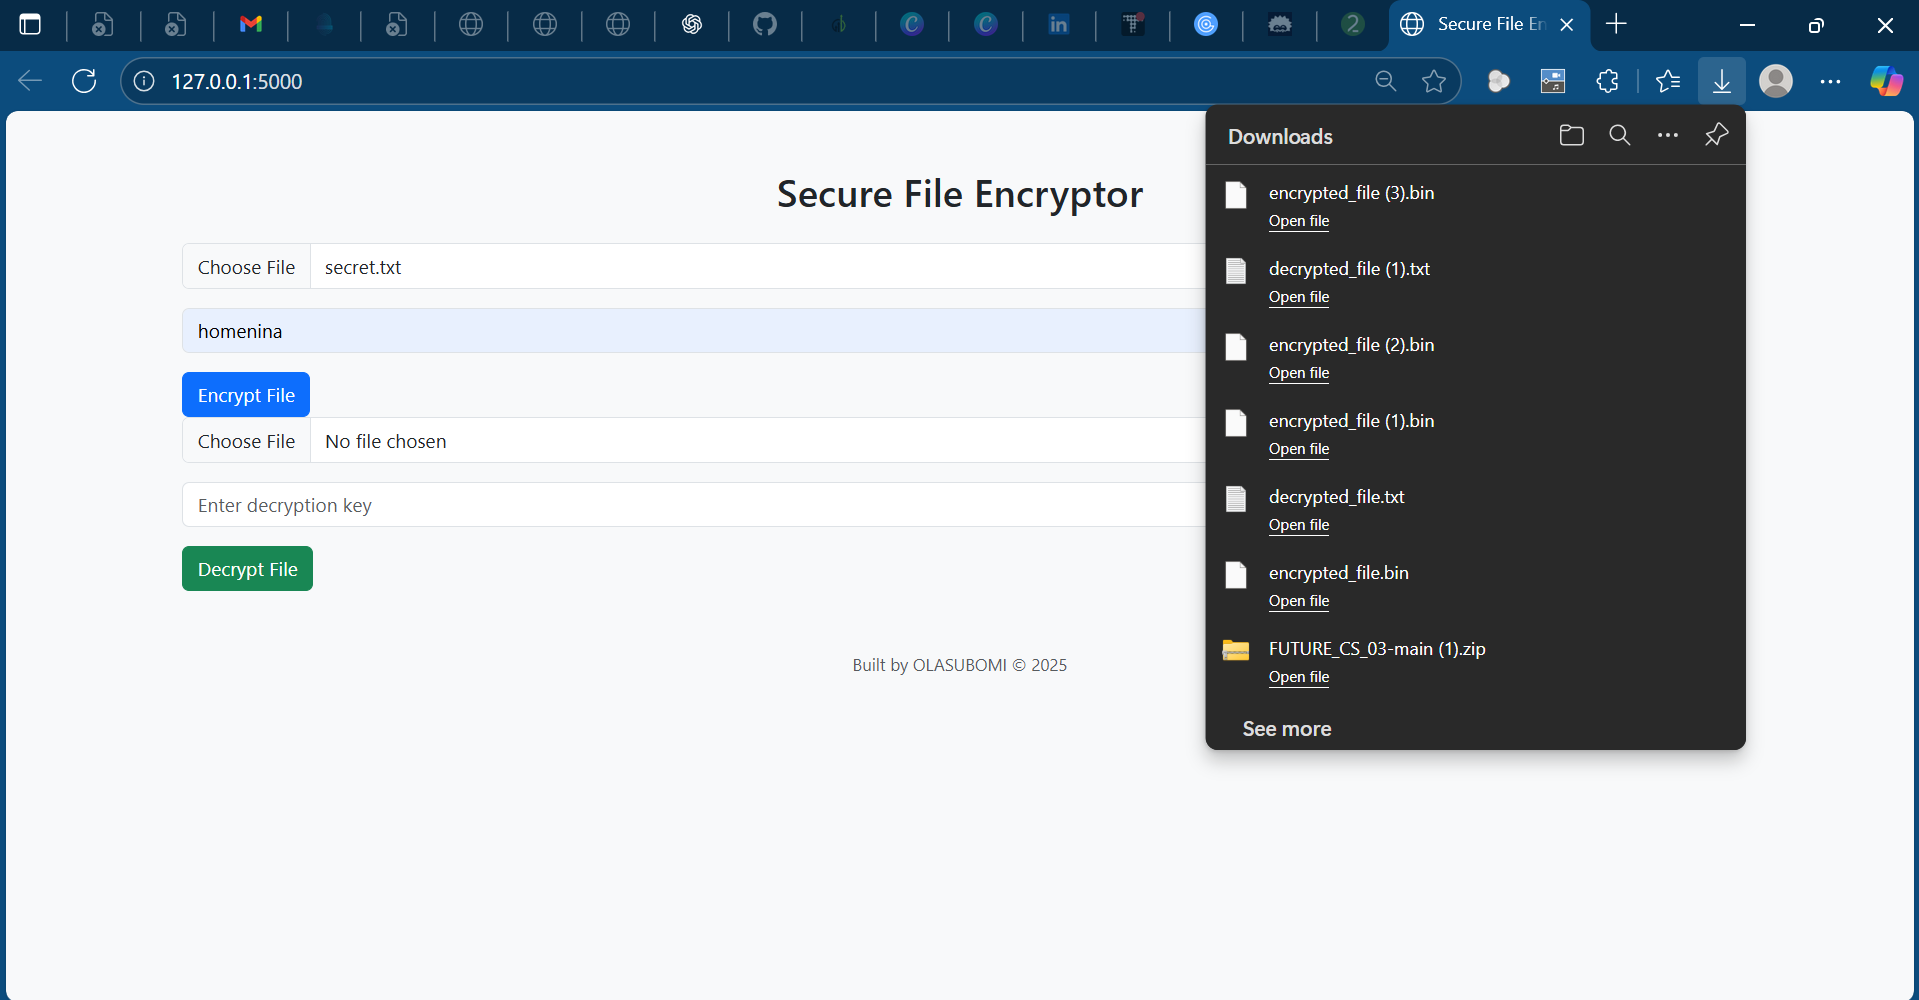 Secure File En
127.0.0.1:5000
Secure File Encryptor
Choose File
secret.txt
homenina
Encrypt File
Choose File
No file chosen
Enter decryption key
Decrypt File
Built by OLASUBOMI © 2025
Downloads
encrypted_file (3).bin
Open file
decrypted_file (1).txt
Open file
encrypted_file (2).bin
Open file
encrypted_file (1).bin
Open file
decrypted_file.txt
Open file
encrypted_file.bin
Open file
FUTURE_CS_03-main (1).zip
Open file
See more